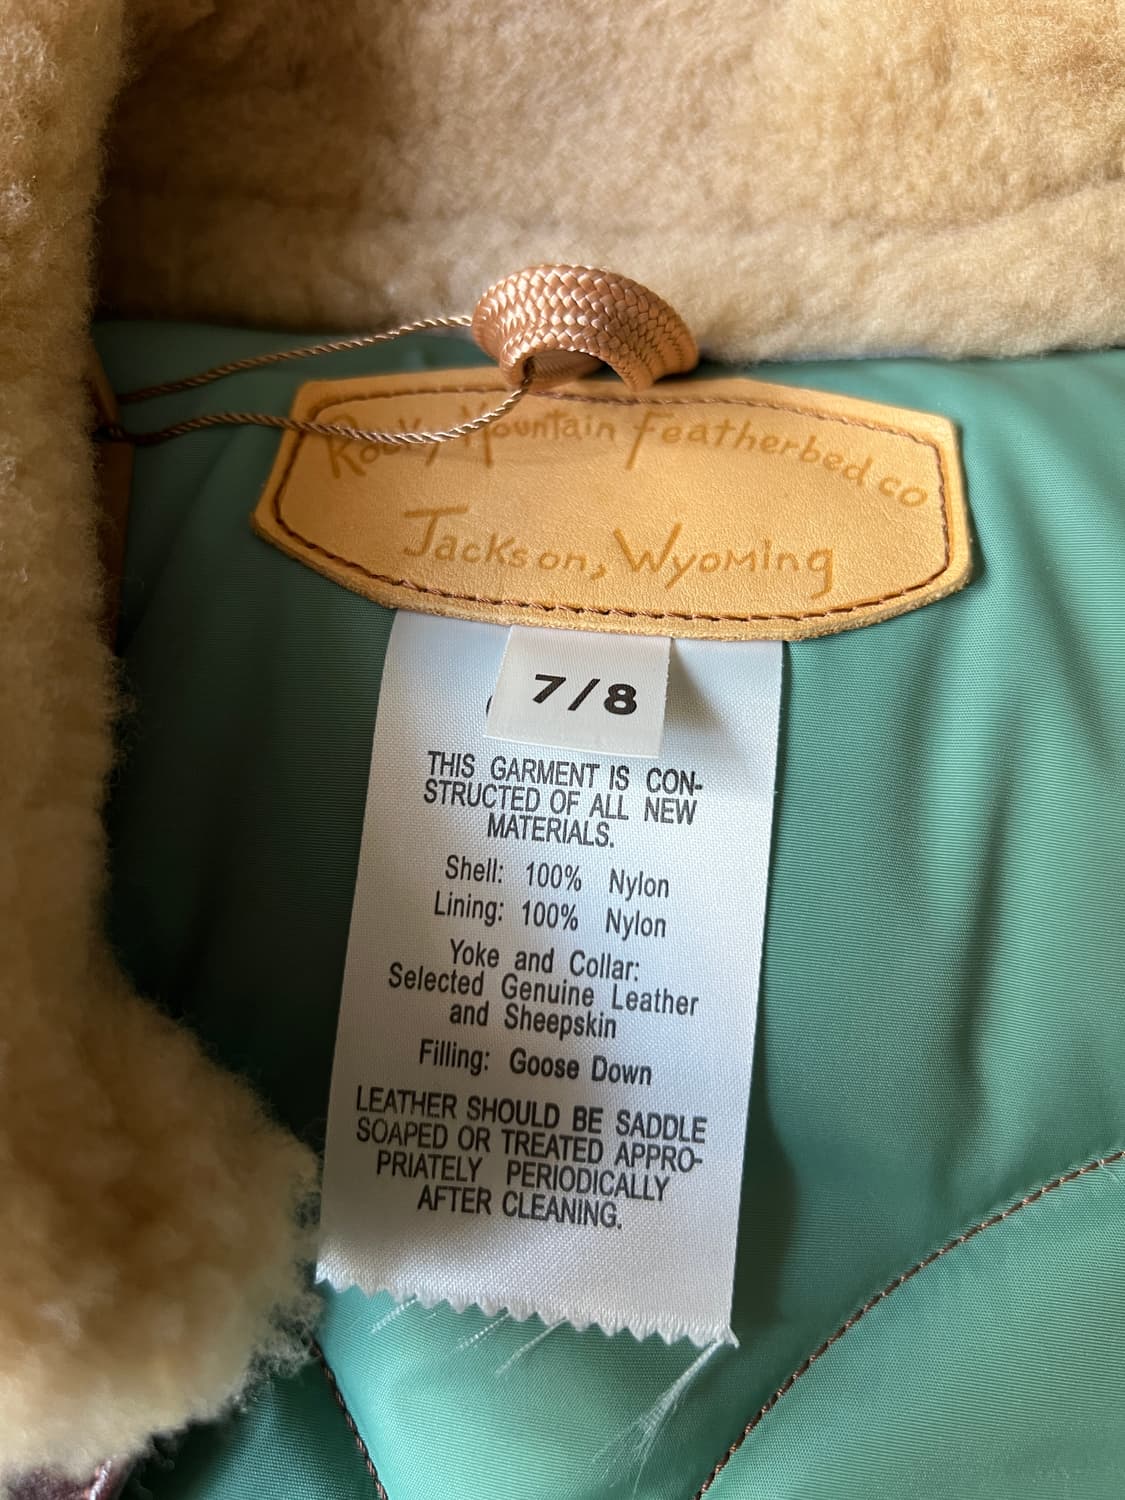 Rocky Mountain Featherbed co
Jackson, Wyoming
7/8
THIS GARMENT IS CON-
STRUCTED OF ALL NEW
MATERIALS.
Shell: 100% Nylon
Lining: 100% Nylon
Yoke and Collar:
Selected Genuine Leather
and Sheepskin
Filling: Goose Down
LEATHER SHOULD BE SADDLE
SOAPED OR TREATED APPRO-
PRIATELY PERIODICALLY
AFTER CLEANING.